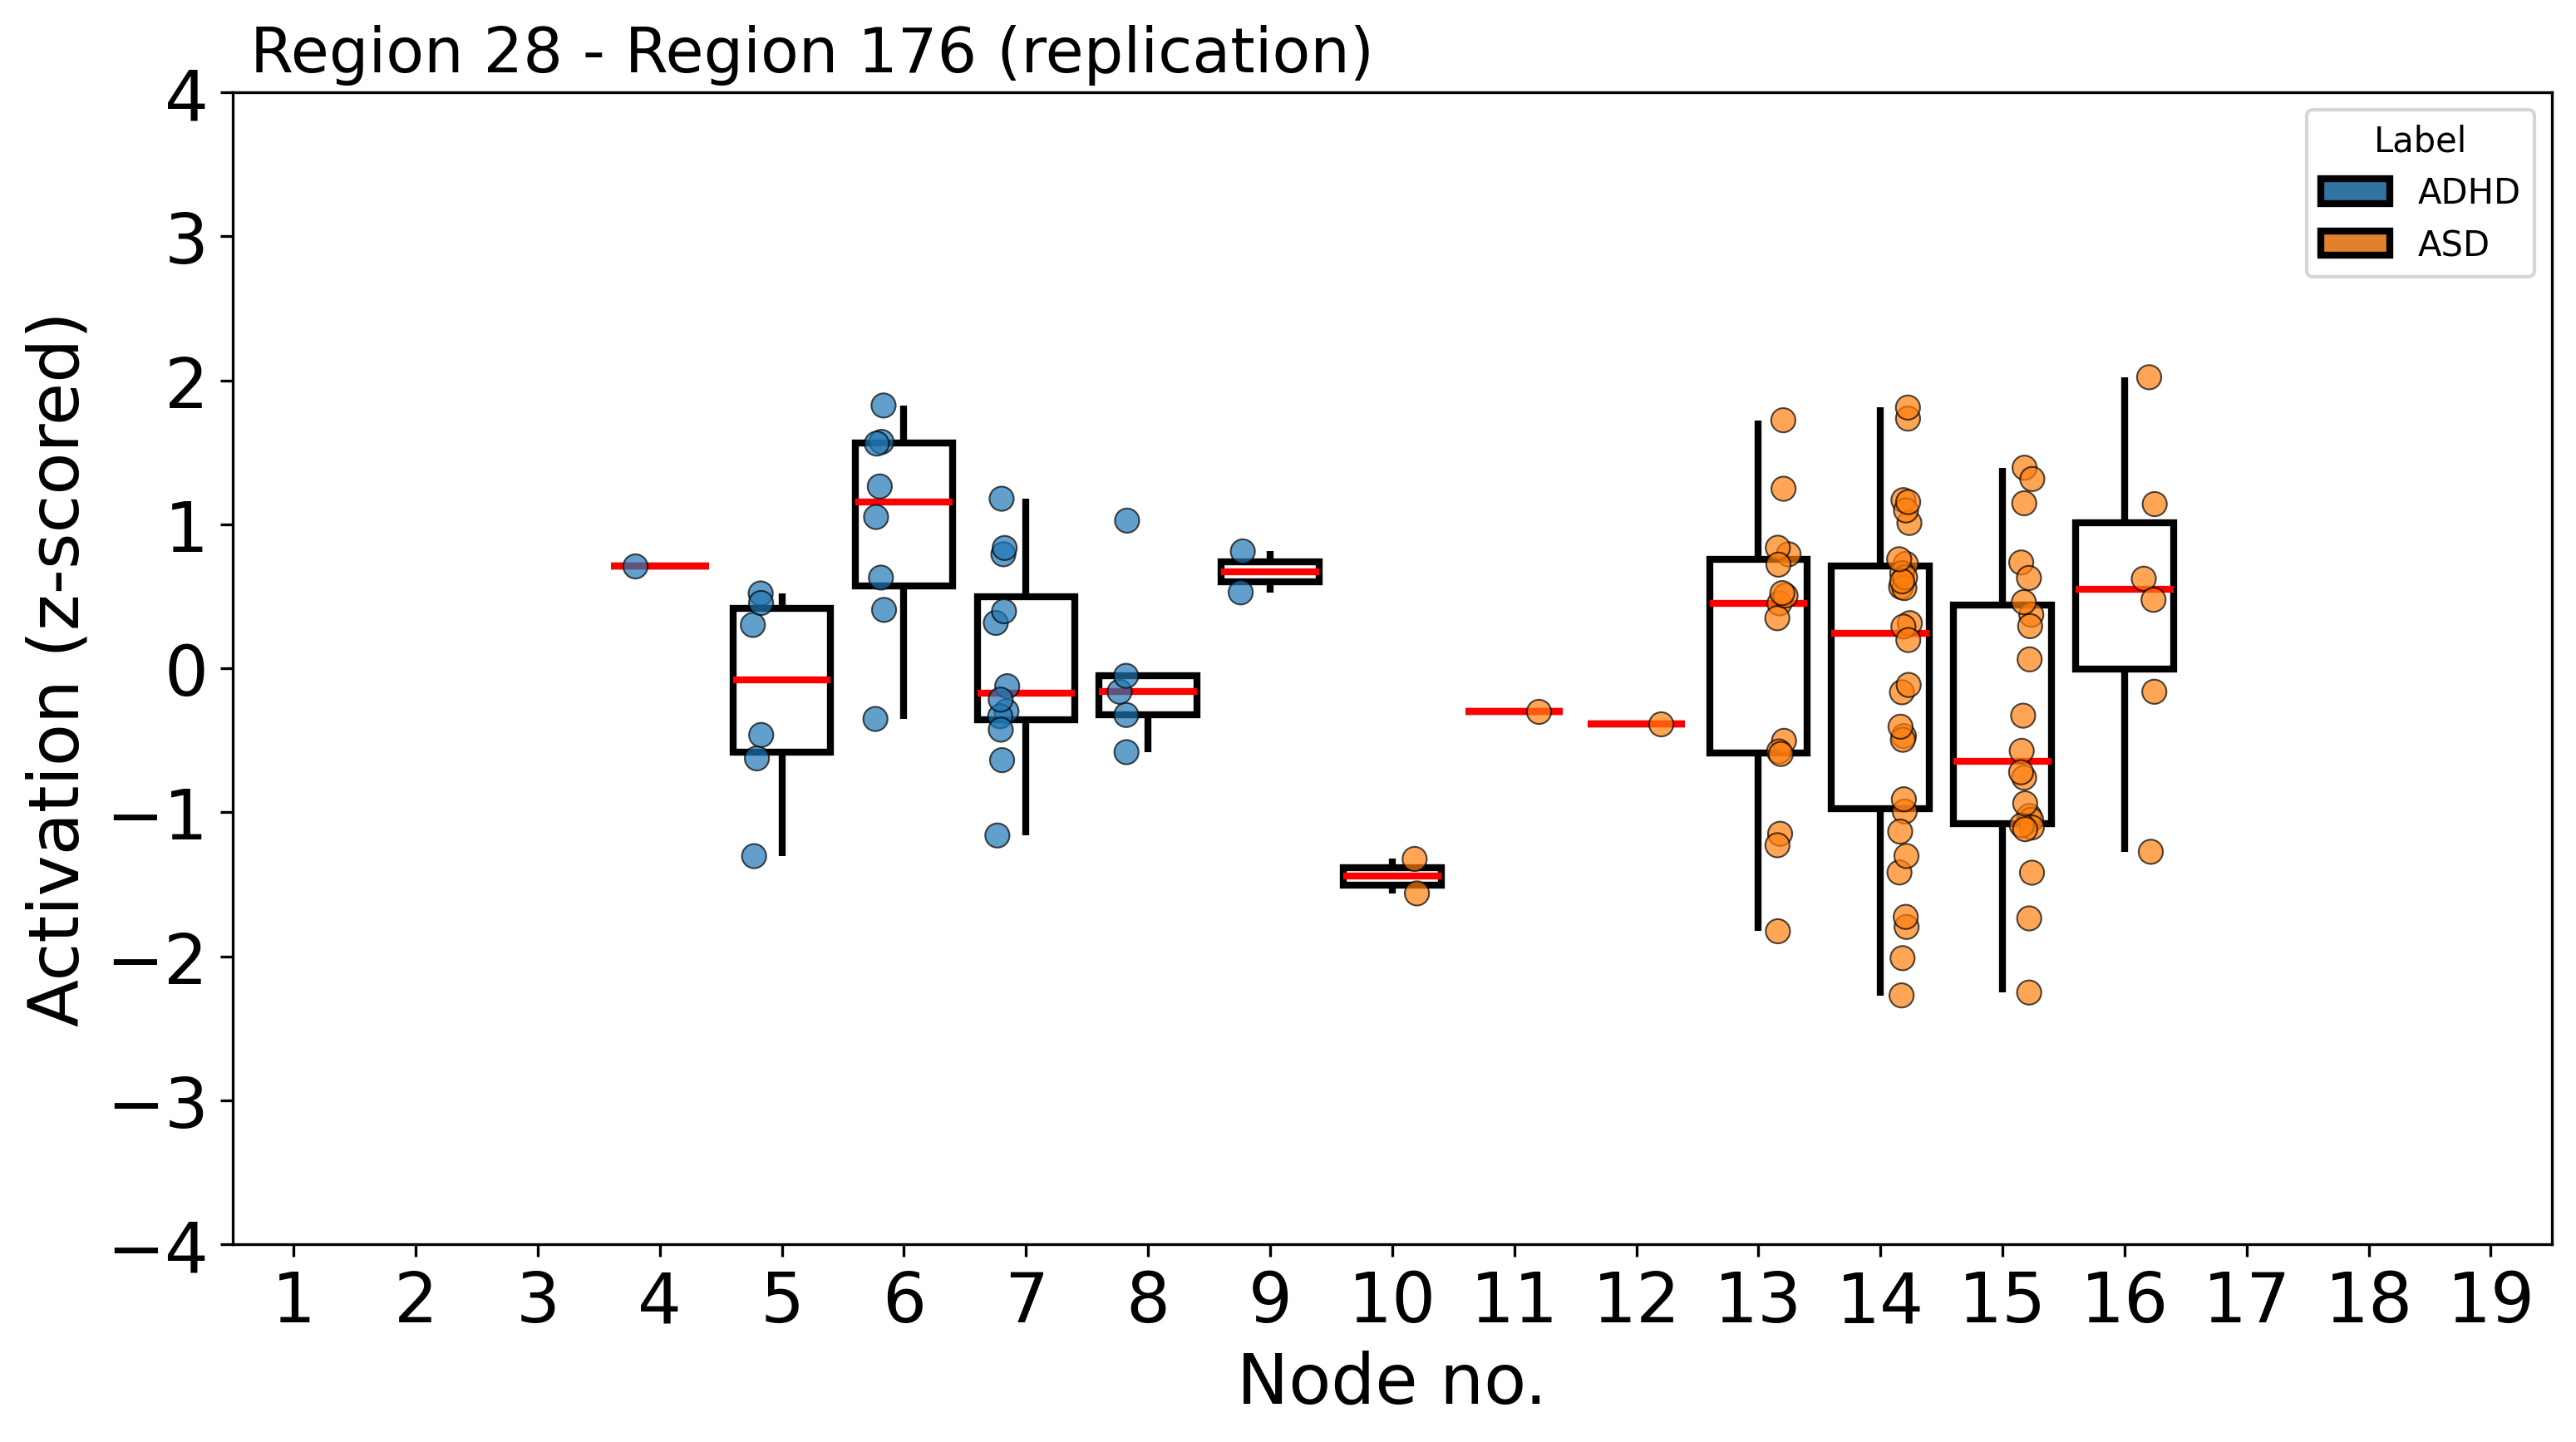 Region 28 - Region 176 (replication)
4
3
2
1
0
−1
−2
−3
−4
Activation (z-scored)
Label
ADHD
ASD
1 2 3 4 5 6 7 8 9 10 11 12 13 14 15 16 17 18 19
Node no.